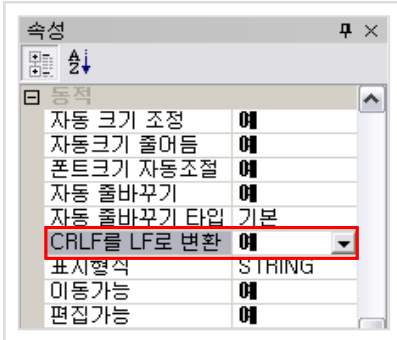 속성
동적
자동 크기 조정 예
자동크기 줄어듬 예
폰트크기 자동조절 예
자동 줄바꾸기 예
자동 줄바꾸기 타입 기본
CRLF를 LF로 변환 예
표시형식 STRING
이동가능 예
편집가능 예